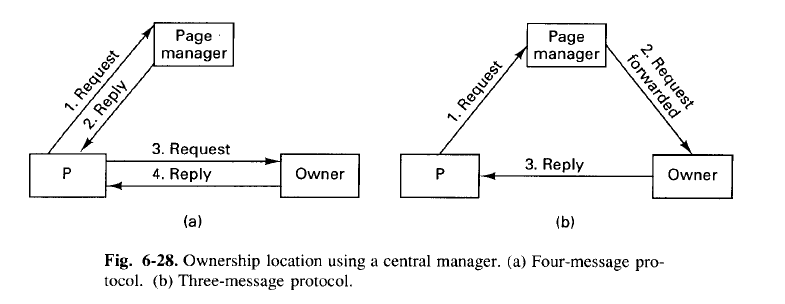 Page
manager
1. Request
2. Reply
P
3. Request
4. Reply
Owner
(a)
Page
manager
1. Request
2. Request
forwarded
P
3. Reply
Owner
(b)
Fig. 6-28. Ownership location using a central manager. (a) Four-message pro-
tocol. (b) Three-message protocol.